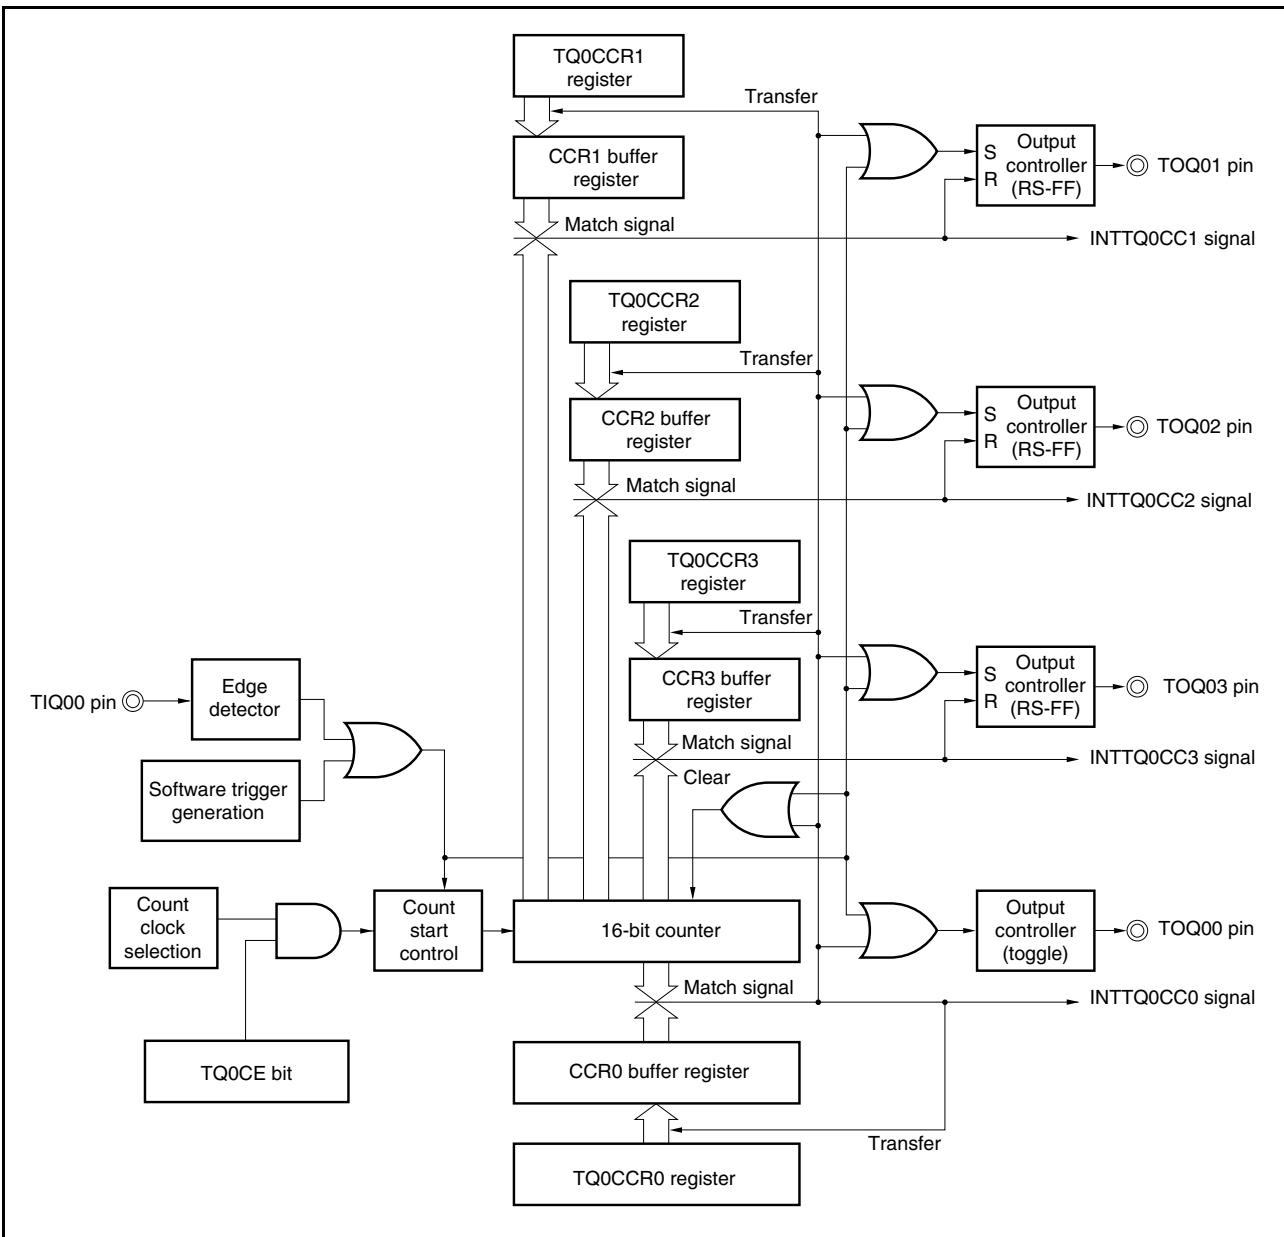 TQ0CCR1
register
Transfer
CCR1 buffer
register
S
R
Output
controller
(RS-FF)
TOQ01 pin
Match signal
INTTQ0CC1 signal
TQ0CCR2
register
Transfer
CCR2 buffer
register
S
R
Output
controller
(RS-FF)
TOQ02 pin
Match signal
INTTQ0CC2 signal
TQ0CCR3
register
Transfer
CCR3 buffer
register
S
R
Output
controller
(RS-FF)
TOQ03 pin
TIQ00 pin
Edge
detector
Match signal
INTTQ0CC3 signal
Clear
Software trigger
generation
Count
clock
selection
Count
start
control
16-bit counter
Output
controller
(toggle)
TOQ00 pin
Match signal
INTTQ0CC0 signal
TQ0CE bit
CCR0 buffer register
Transfer
TQ0CCR0 register